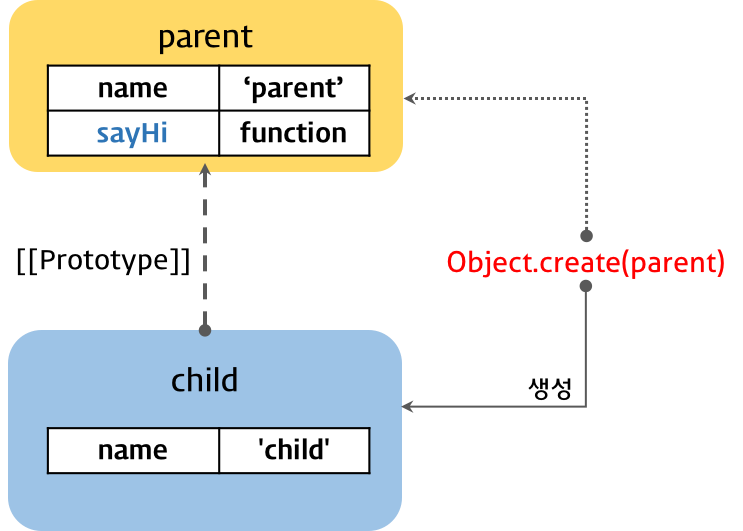 parent
name ‘parent’
sayHi function
[[Prototype]]
Object.create(parent)
child
생성
name 'child'